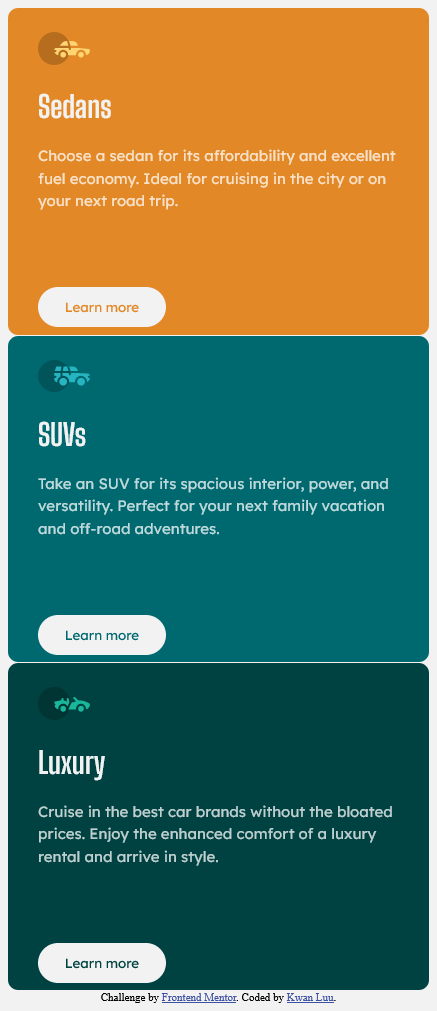 Sedans
Choose a sedan for its affordability and excellent
fuel economy. Ideal for cruising in the city or on
your next road trip.
Learn more
SUVs
Take an SUV for its spacious interior, power, and
versatility. Perfect for your next family vacation
and off-road adventures.
Learn more
Luxury
Cruise in the best car brands without the bloated
prices. Enjoy the enhanced comfort of a luxury
rental and arrive in style.
Learn more
Challenge by Frontend Mentor. Coded by Kwan Luu.